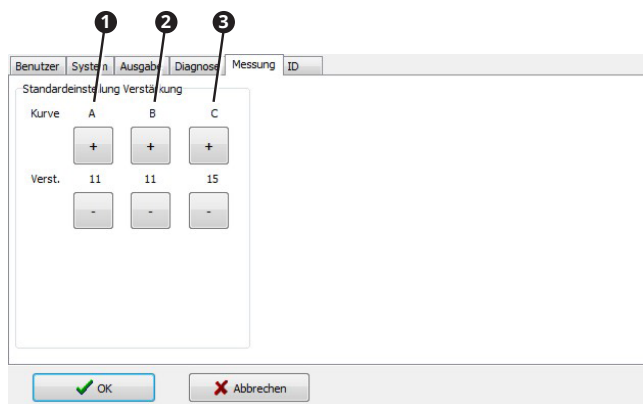 1 2 3
Benutzer System Ausgabe Diagnose Messung ID
Standardeinstellung Verstärkung
Kurve A B C
+ + +
Verst. 11 11 15
- - -
OK Abbrechen